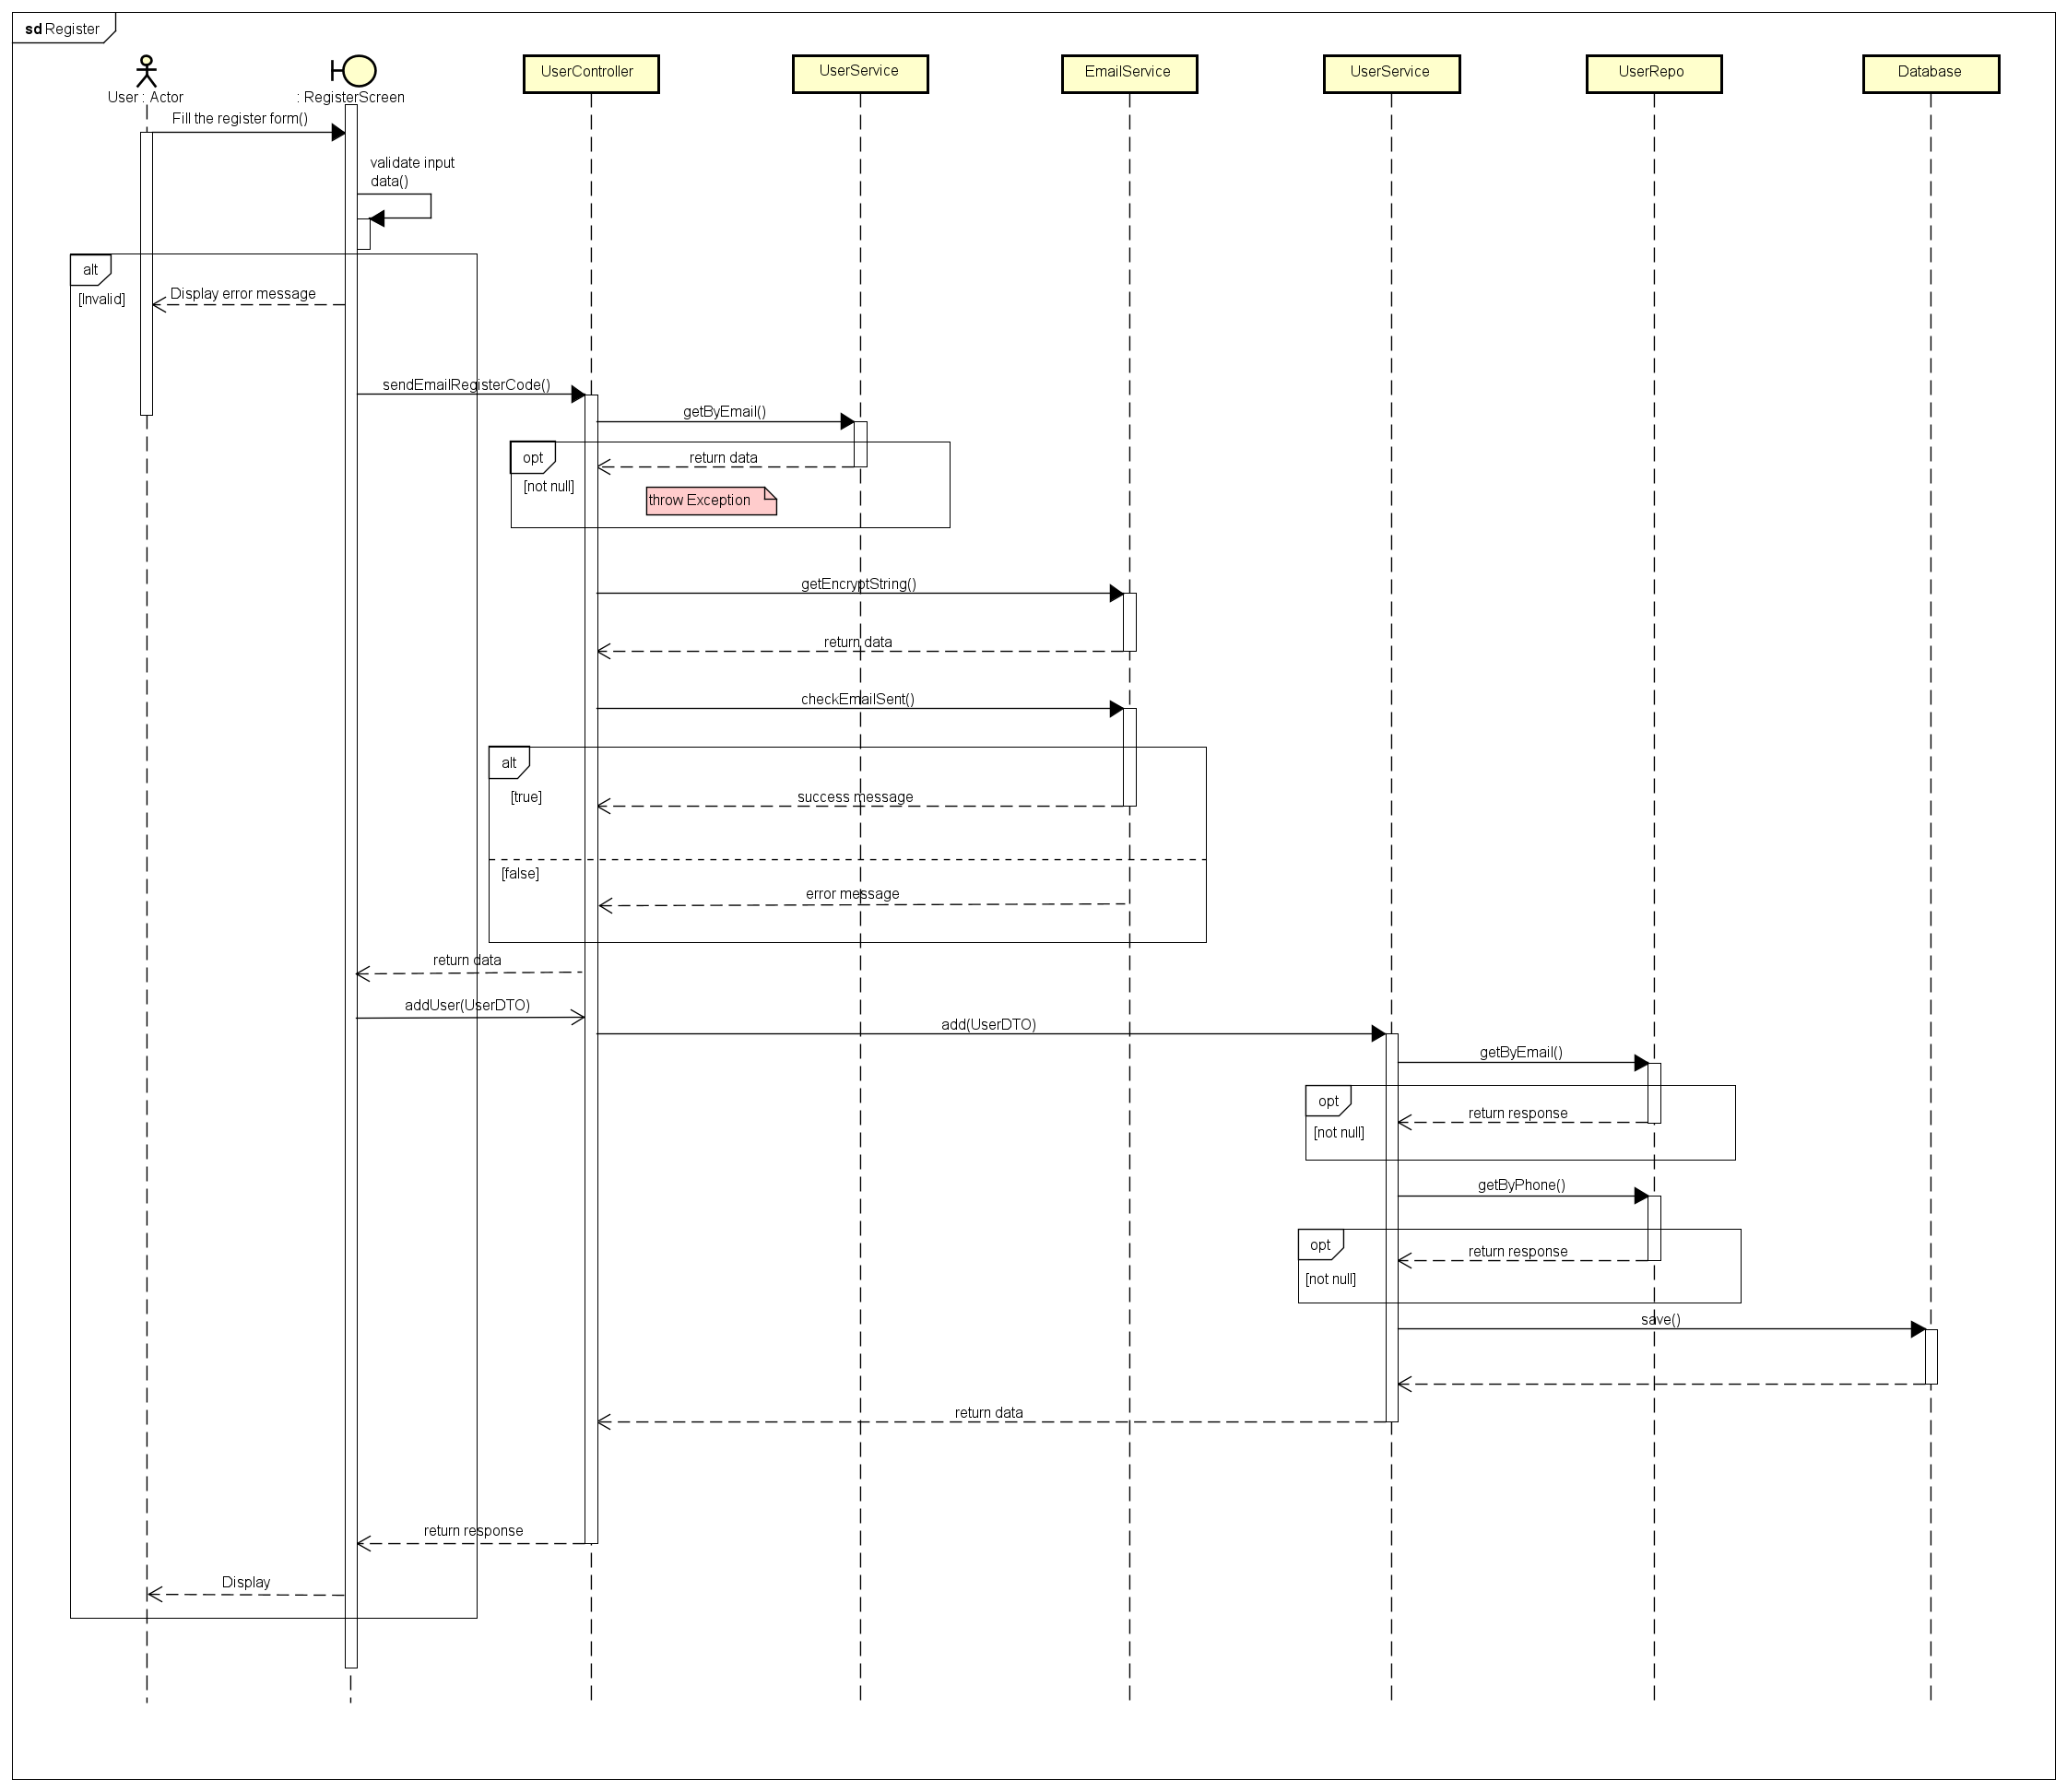 sd Register
User : Actor
: RegisterScreen
UserController
UserService
EmailService
UserService
UserRepo
Database
Fill the register form()
validate input
data()
alt
[Invalid]
Display error message
sendEmailRegisterCode()
getByEmail()
opt
return data
[not null]
throw Exception
getEncryptString()
return data
checkEmailSent()
alt
[true]
success message
[false]
error message
return data
addUser(UserDTO)
add(UserDTO)
getByEmail()
opt
return response
[not null]
getByPhone()
opt
return response
[not null]
save()
return data
return response
Display